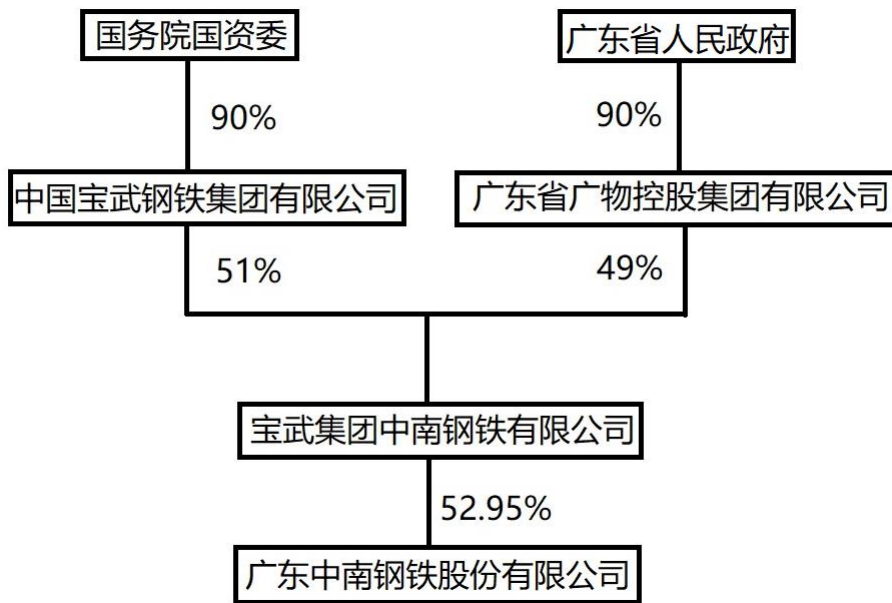 国务院国资委
广东省人民政府
90%
90%
中国宝武钢铁集团有限公司
广东省广物控股集团有限公司
51%
49%
宝武集团中南钢铁有限公司
52.95%
广东中南钢铁股份有限公司